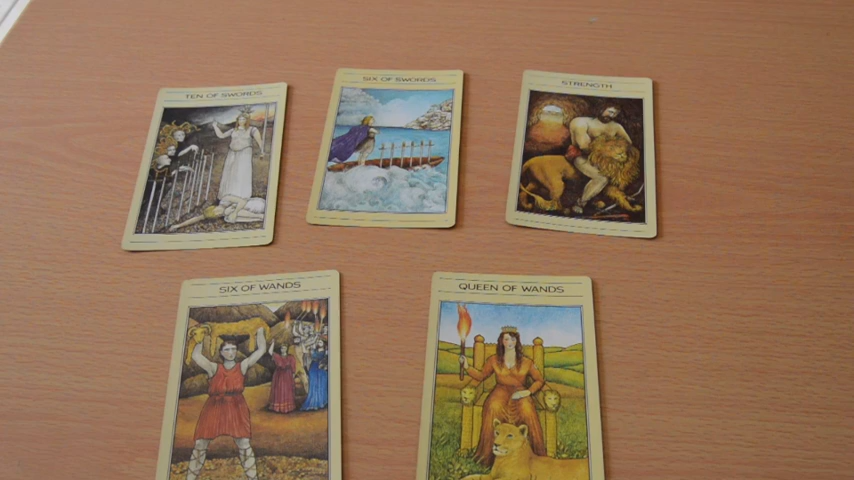 TEN OF SWORDS
SIX OF SWORDS
STRENGTH
SIX OF WANDS
QUEEN OF WANDS